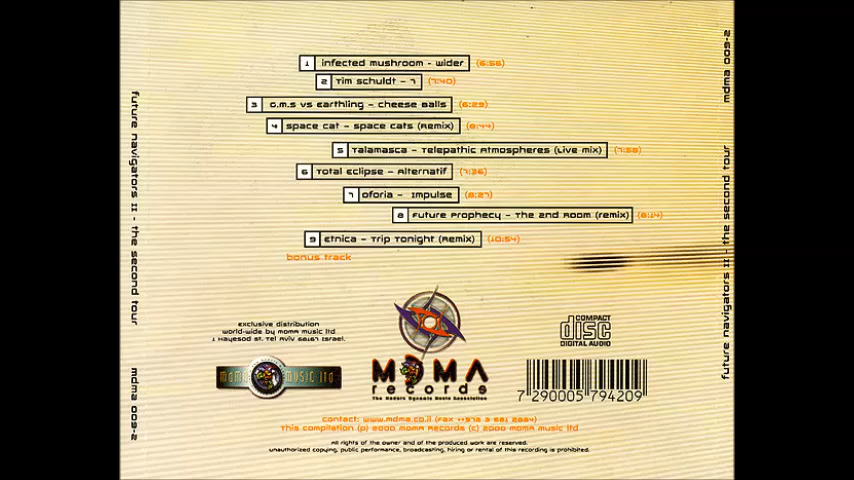 future navigators II - the second tour
mdma 009-2
1 Infected Mushroom - Wider (6:56)
2 Tim Schuldt - 7 (7:40)
3 G.M.S vs Earthling - Cheese Balls (6:29)
4 Space Cat - Space Cats (Remix) (8:44)
5 Talamasca - Telepathic Atmospheres (Live mix) (7:58)
6 Total Eclipse - Alternatif (7:36)
7 Oforia - Impulse (8:27)
8 Future Prophecy - The 2nd Room (remix) (8:14)
9 Etnica - Trip Tonight (Remix) (10:54)
bonus track
exclusive distribution
world-wide by MDMA music ltd
1 Hayesod st. Tel Aviv 68167 Israel.
MDMA MUSIC ltd.
MDMA
records
COMPACT
disc
DIGITAL AUDIO
7 290005 794209
contact: www.mdma.co.il
This compilation (p) 2000 MDMA Records (c) 2000 MDMA Music ltd
All rights of the owner and of the produced work are reserved.
unauthorized copying, public performance, broadcasting, hiring or rental of this recording is prohibited.
mdma 009-2
future navigators II - the second tour